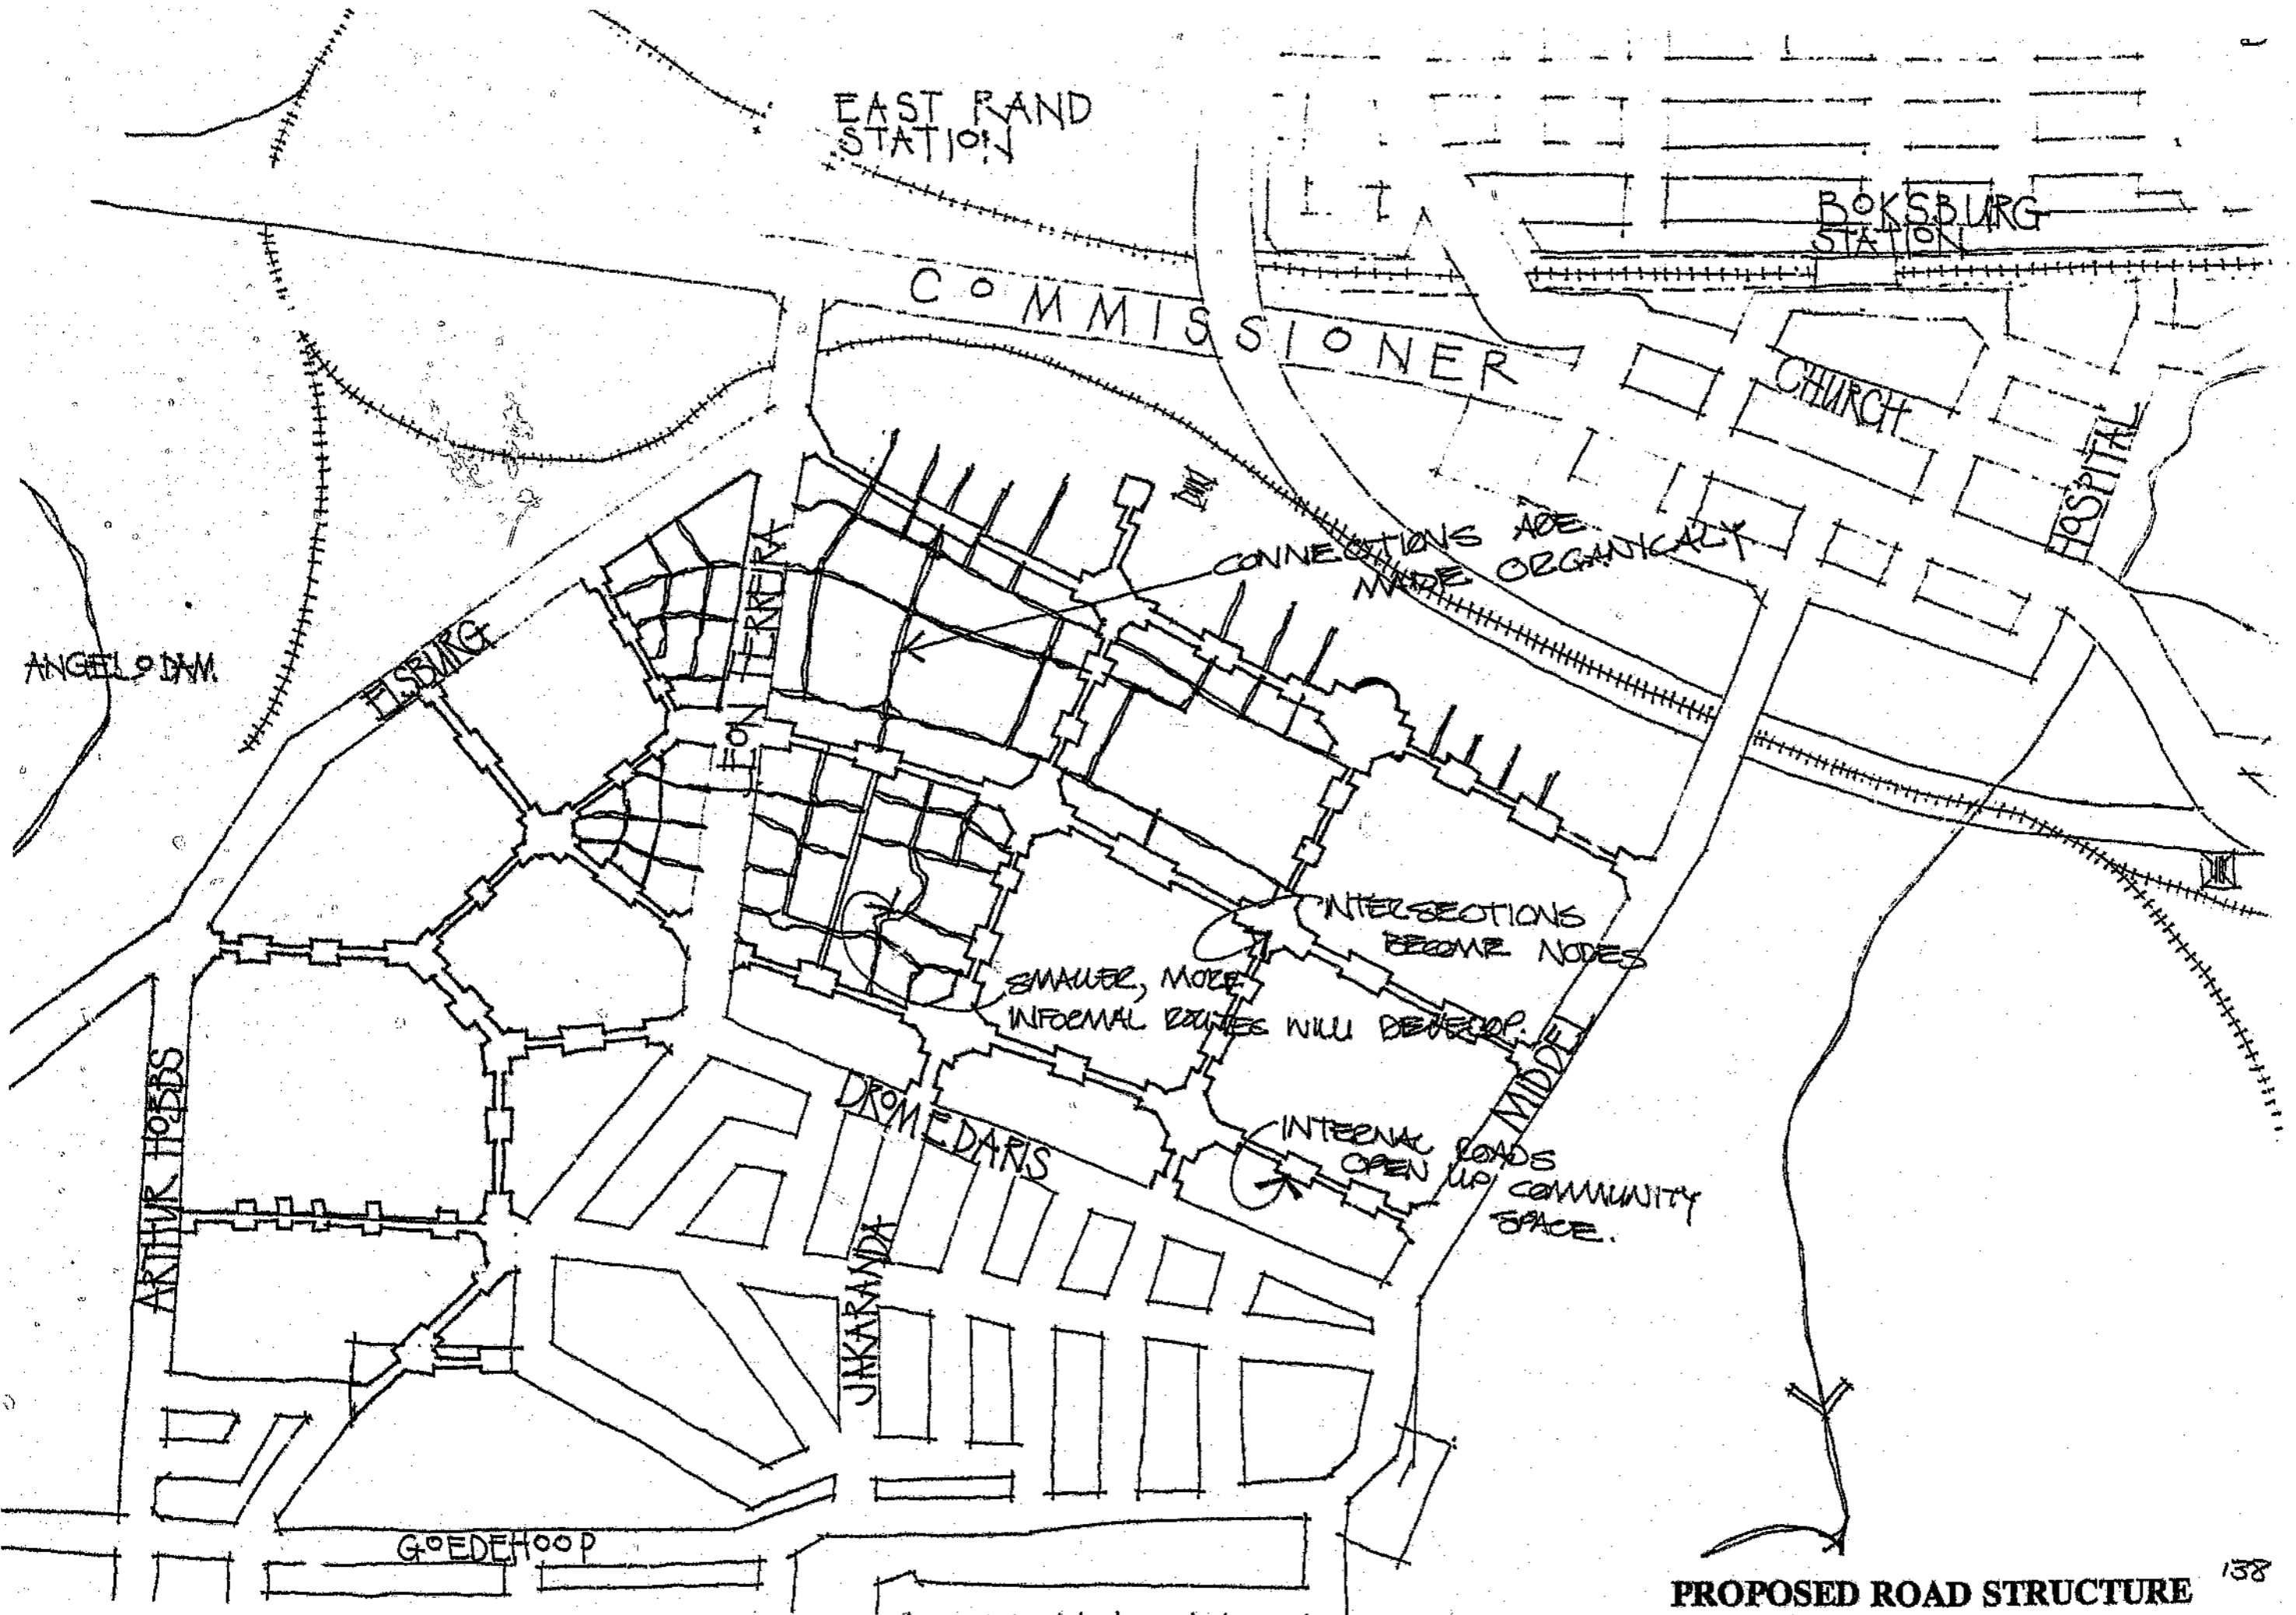 EAST RAND
STATION
BOKSBURG
STATION
COMMISSIONER
CHURCH
HOSPITAL
CONNECTIONS ARE
MADE ORGANICALY
FERREIRA
ELSBURG
ANGELO DAM.
INTERSECTIONS
BECOME NODES
SMALLER, MORE
INFORMAL ROUTES WILL DEVELOP.
MIDDEL
ARTHUR HOBBS
DROMEDARIS
INTERNAL ROADS
OPEN UP COMMUNITY
SPACE.
JAKARANDA
GOEDEHOOP
PROPOSED ROAD STRUCTURE
138